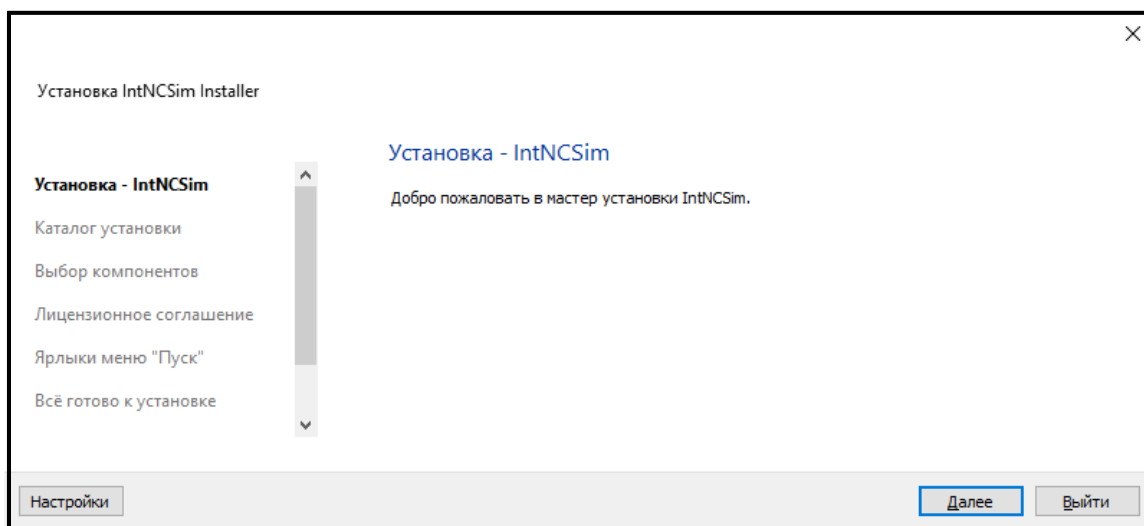 Установка IntNCSim Installer
Установка - IntNCSim
Каталог установки
Выбор компонентов
Лицензионное соглашение
Ярлыки меню "Пуск"
Всё готово к установке
Установка - IntNCSim
Добро пожаловать в мастер установки IntNCSim.
Настройки
Далее
Выйти